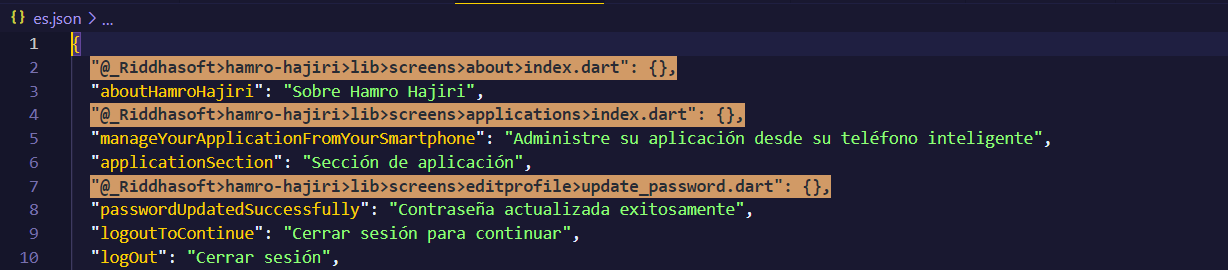 {} es.json > ...
1 {
2 "@_Riddhasoft>hamro-hajiri>lib>screens>about>index.dart": {},
3 "aboutHamroHajiri": "Sobre Hamro Hajiri",
4 "@_Riddhasoft>hamro-hajiri>lib>screens>applications>index.dart": {},
5 "manageYourApplicationFromYourSmartphone": "Administre su aplicación desde su teléfono inteligente",
6 "applicationSection": "Sección de aplicación",
7 "@_Riddhasoft>hamro-hajiri>lib>screens>editprofile>update_password.dart": {},
8 "passwordUpdatedSuccessfully": "Contraseña actualizada exitosamente",
9 "logoutToContinue": "Cerrar sesión para continuar",
10 "logOut": "Cerrar sesión",